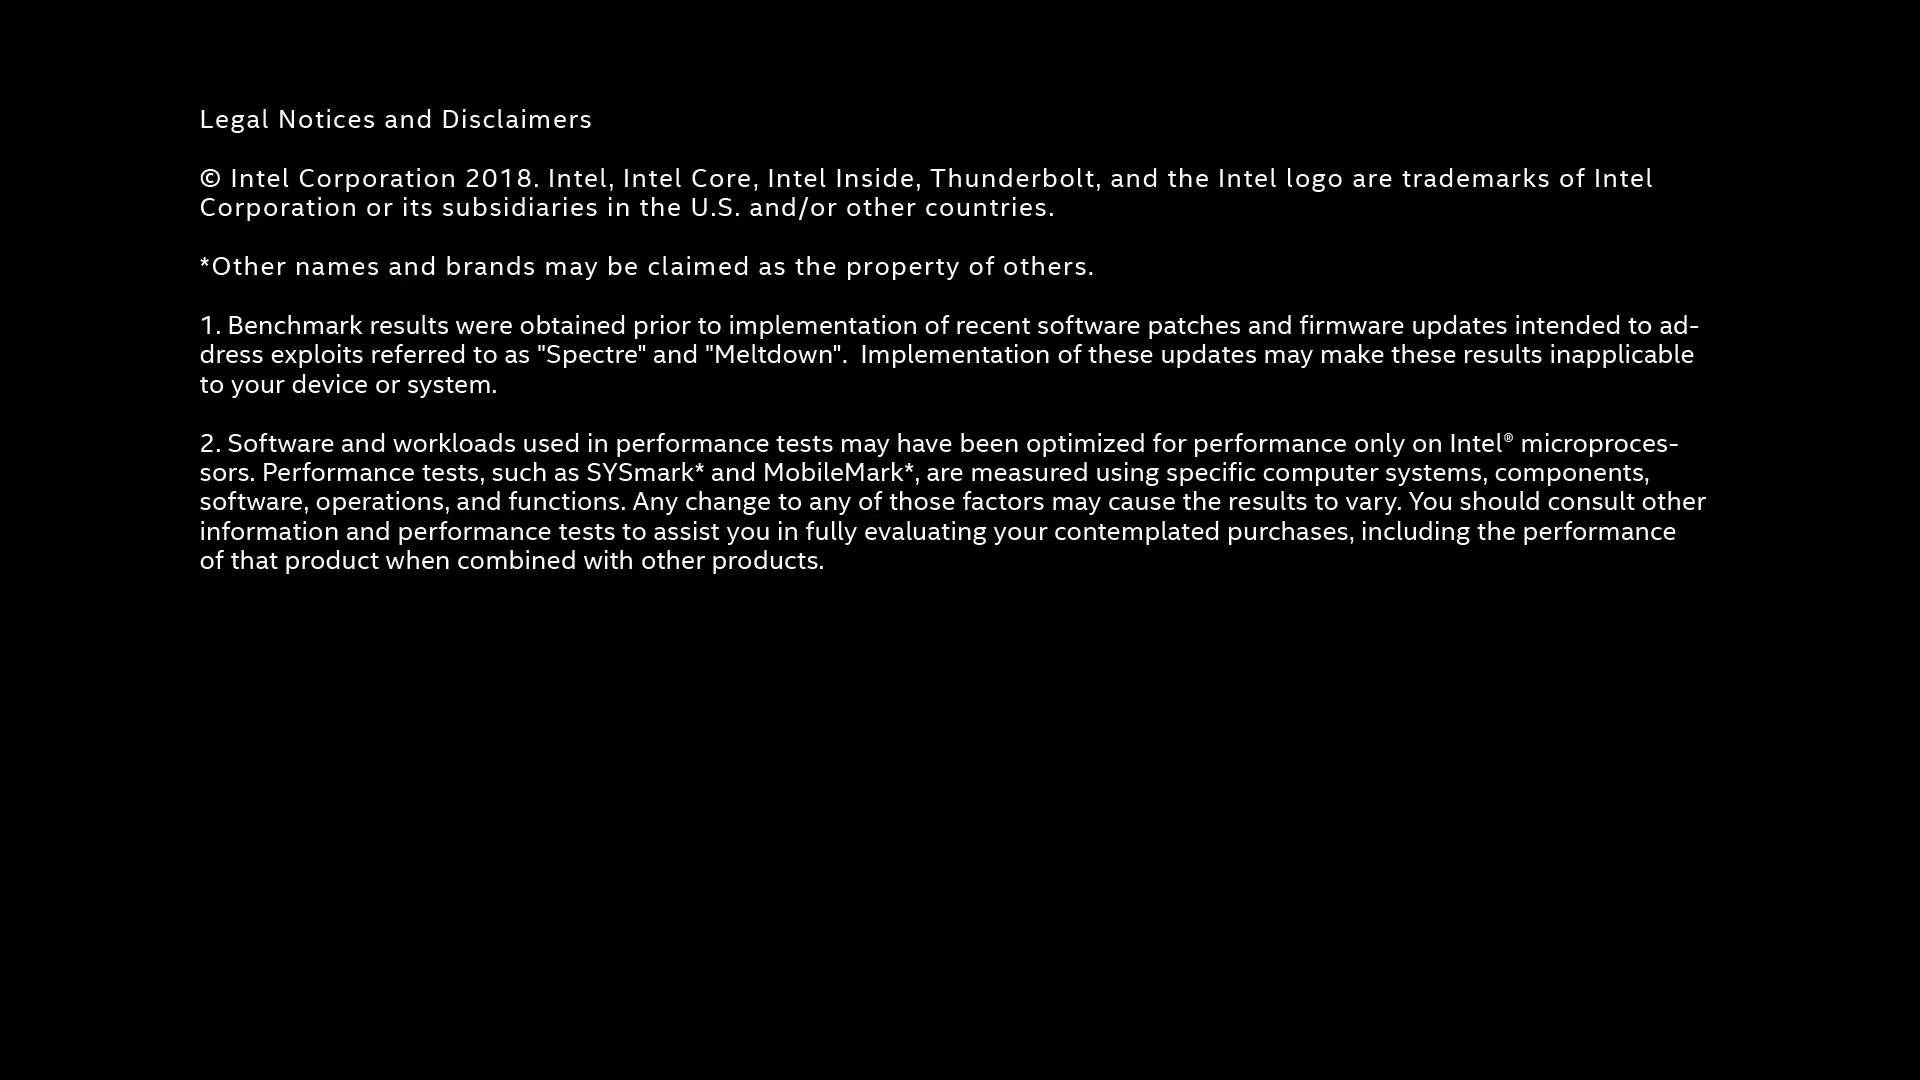 Legal Notices and Disclaimers
© Intel Corporation 2018. Intel, Intel Core, Intel Inside, Thunderbolt, and the Intel logo are trademarks of Intel
Corporation or its subsidiaries in the U.S. and/or other countries.
*Other names and brands may be claimed as the property of others.
1. Benchmark results were obtained prior to implementation of recent software patches and firmware updates intended to ad-
dress exploits referred to as "Spectre" and "Meltdown".  Implementation of these updates may make these results inapplicable
to your device or system.
2. Software and workloads used in performance tests may have been optimized for performance only on Intel® microproces-
sors. Performance tests, such as SYSmark* and MobileMark*, are measured using specific computer systems, components,
software, operations, and functions. Any change to any of those factors may cause the results to vary. You should consult other
information and performance tests to assist you in fully evaluating your contemplated purchases, including the performance
of that product when combined with other products.